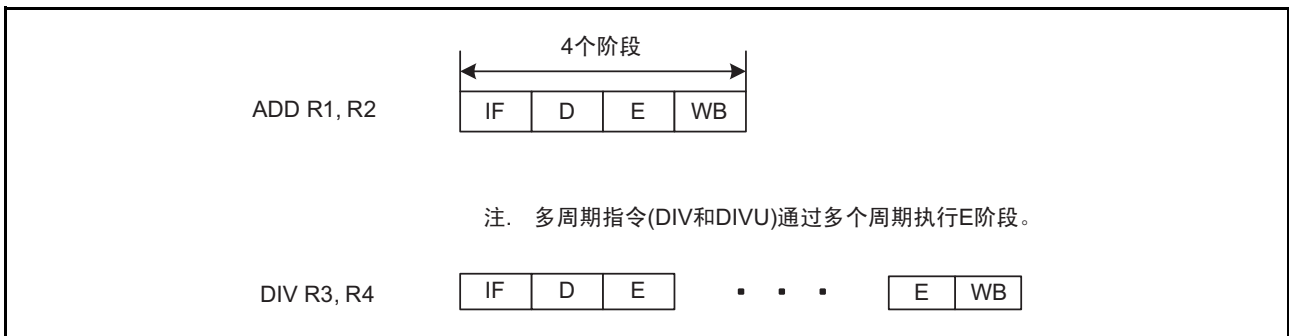 4个阶段
ADD R1, R2 IF D E WB
注. 多周期指令(DIV和DIVU)通过多个周期执行E阶段。
DIV R3, R4 IF D E ▪ ▪ ▪ E WB